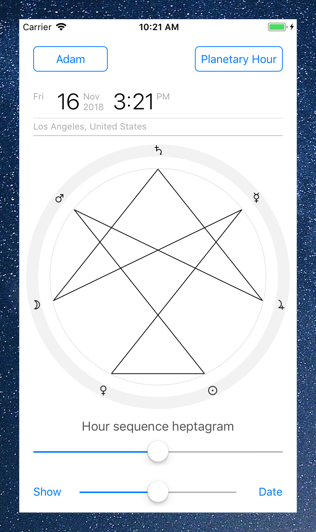 Carrier 10:21 AM
Adam Planetary Hour
Fri 16 Nov 2018 3:21 PM
Los Angeles, United States
♄
♂ ☿
☽ ♃
♀ ☉
Hour sequence heptagram
Show Date